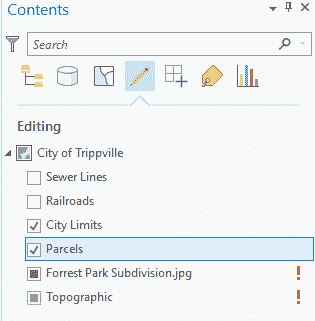 Contents
Search
Editing
City of Trippville
Sewer Lines
Railroads
City Limits
Parcels
Forrest Park Subdivision.jpg
Topographic